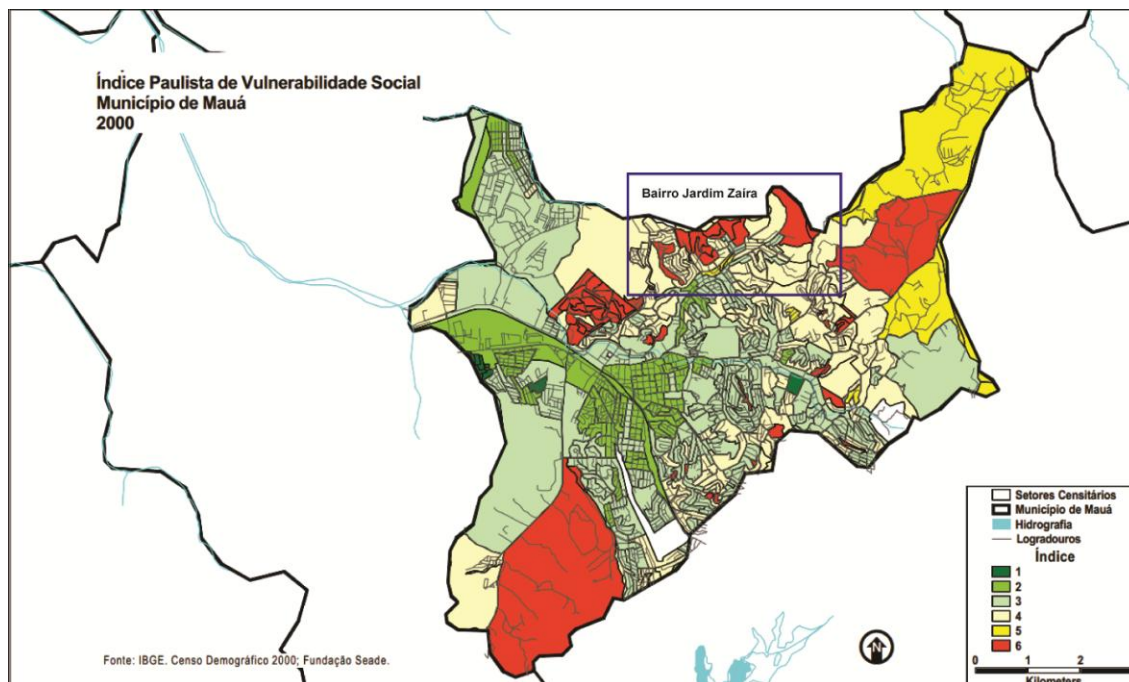 Índice Paulista de Vulnerabilidade Social
Município de Mauá
2000
Bairro Jardim Zaíra
Setores Censitários
Município de Mauá
Hidrografia
Logradouros
Índice
1
2
3
4
5
6
N
0 1 2
Kilometers
Fonte: IBGE. Censo Demográfico 2000; Fundação Seade.